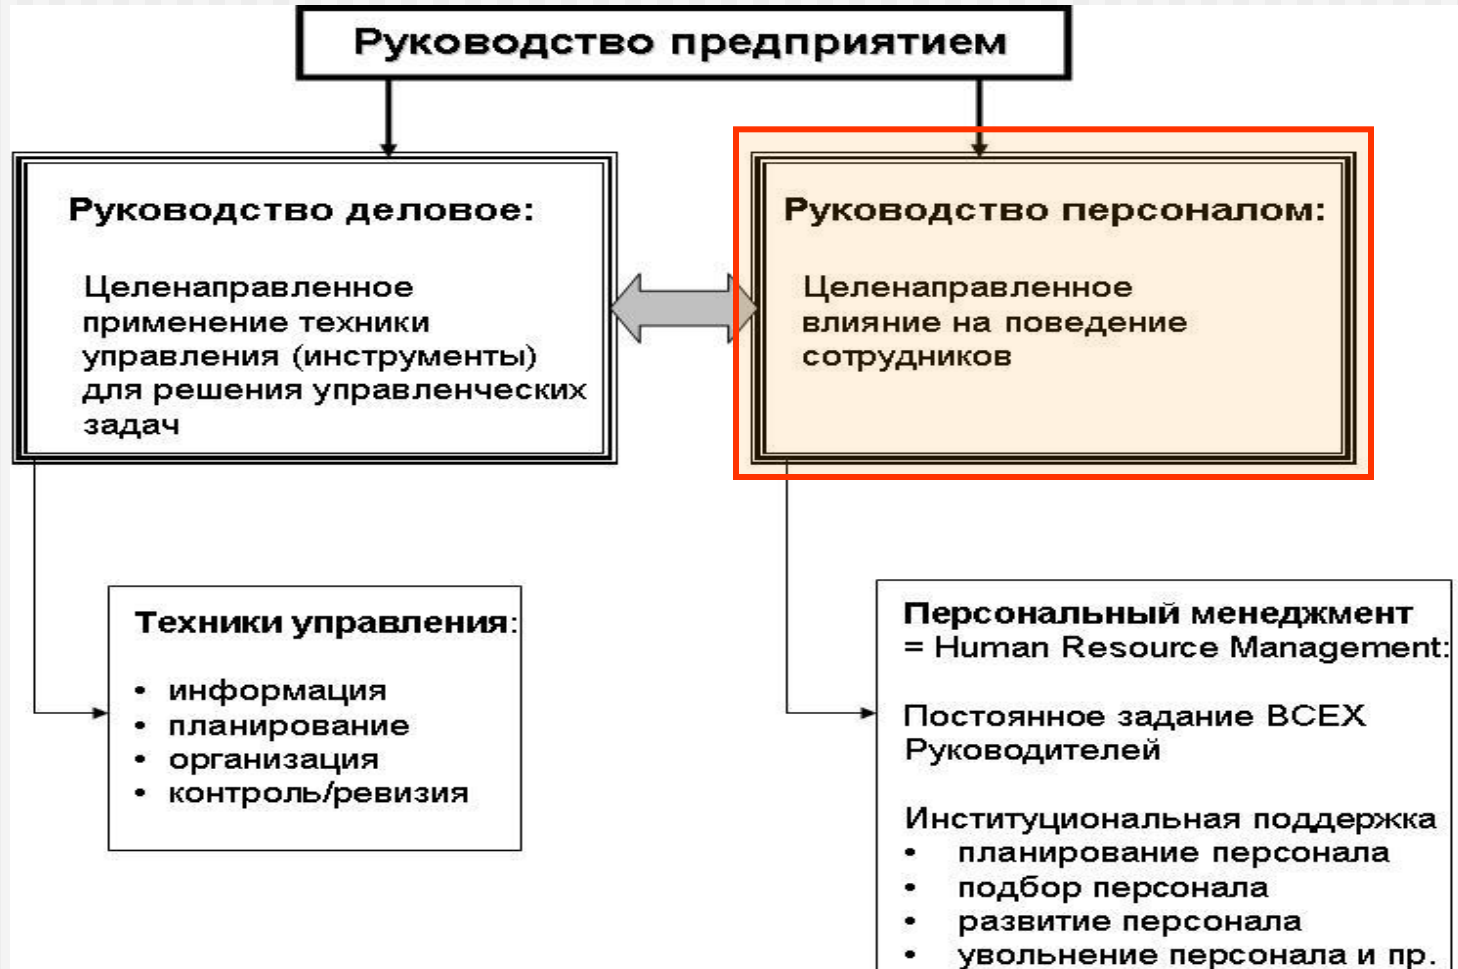 Руководство предприятием
Руководство деловое:
Целенаправленное
применение техники
управления (инструменты)
для решения управленческих
задач
Руководство персоналом:
Целенаправленное
влияние на поведение
сотрудников
Техники управления:
• информация
• планирование
• организация
• контроль/ревизия
Персональный менеджмент
= Human Resource Management:
Постоянное задание ВСЕХ
Руководителей
Институциональная поддержка
• планирование персонала
• подбор персонала
• развитие персонала
• увольнение персонала и пр.